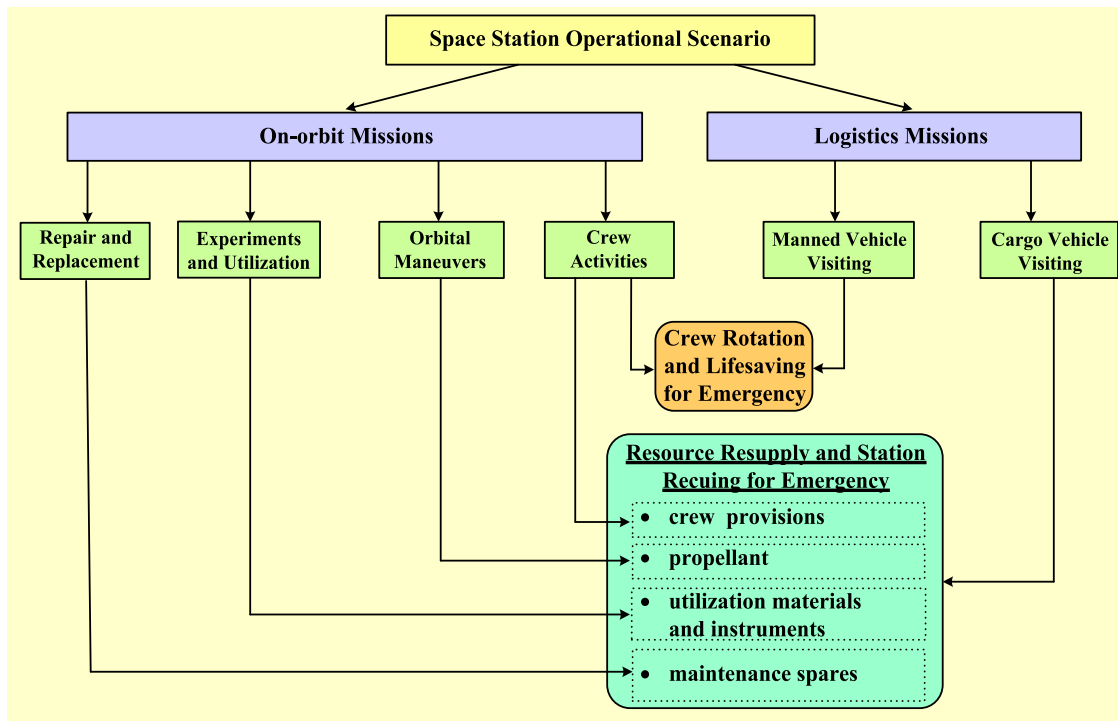 Space Station Operational Scenario
On-orbit Missions
Logistics Missions
Repair and
Replacement
Experiments
and Utilization
Orbital
Maneuvers
Crew
Activities
Manned Vehicle
Visiting
Cargo Vehicle
Visiting
Crew Rotation
and Lifesaving
for Emergency
Resource Resupply and Station
Recuing for Emergency
• crew provisions
• propellant
• utilization materials
and instruments
• maintenance spares